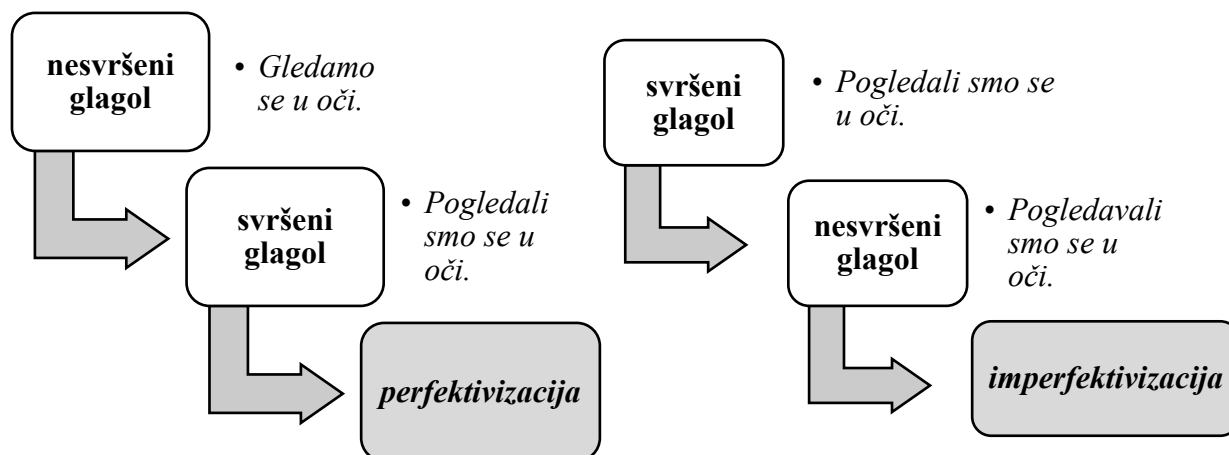 nesvršeni
glagol
• Gledamo
se u oči.
svršeni
glagol
• Pogledali
smo se u
oči.
perfektivizacija
svršeni
glagol
• Pogledali smo se
u oči.
nesvršeni
glagol
• Pogledavali
smo se u
oči.
imperfektivizacija